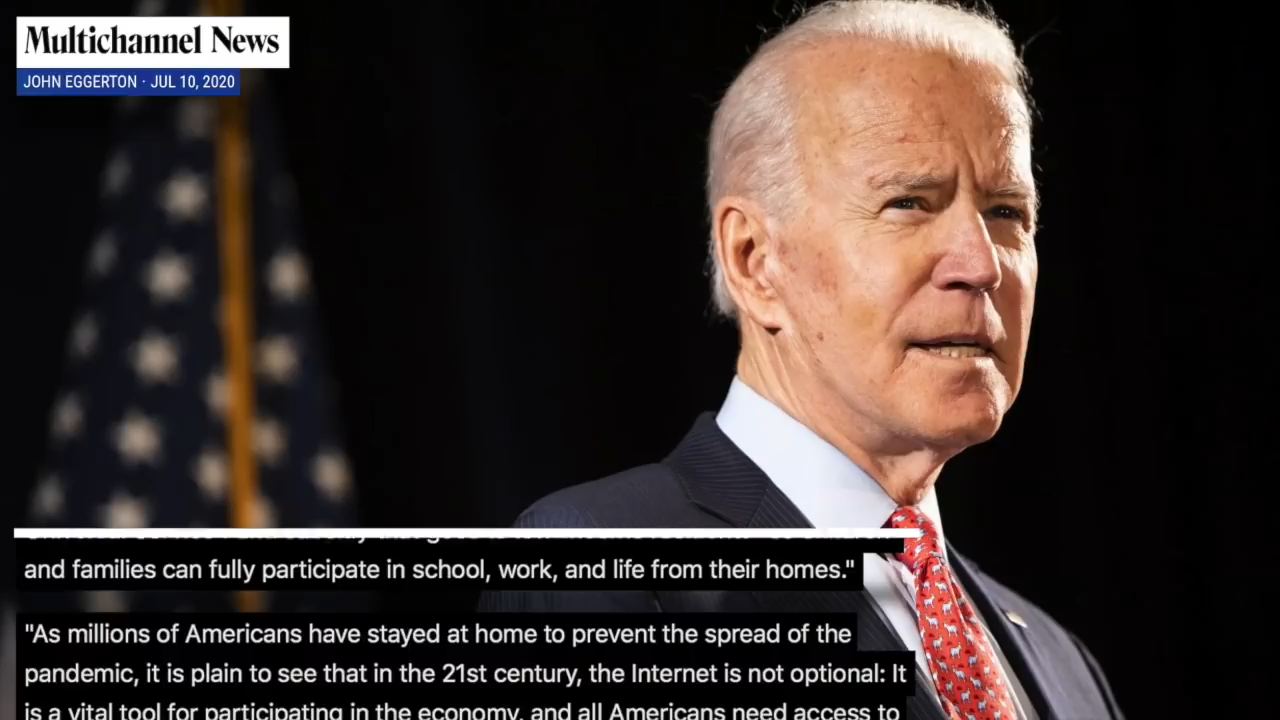 Multichannel News
JOHN EGGERTON · JUL 10, 2020
and families can fully participate in school, work, and life from their homes."
"As millions of Americans have stayed at home to prevent the spread of the
pandemic, it is plain to see that in the 21st century, the Internet is not optional: It
is a vital tool for participating in the economy, and all Americans need access to